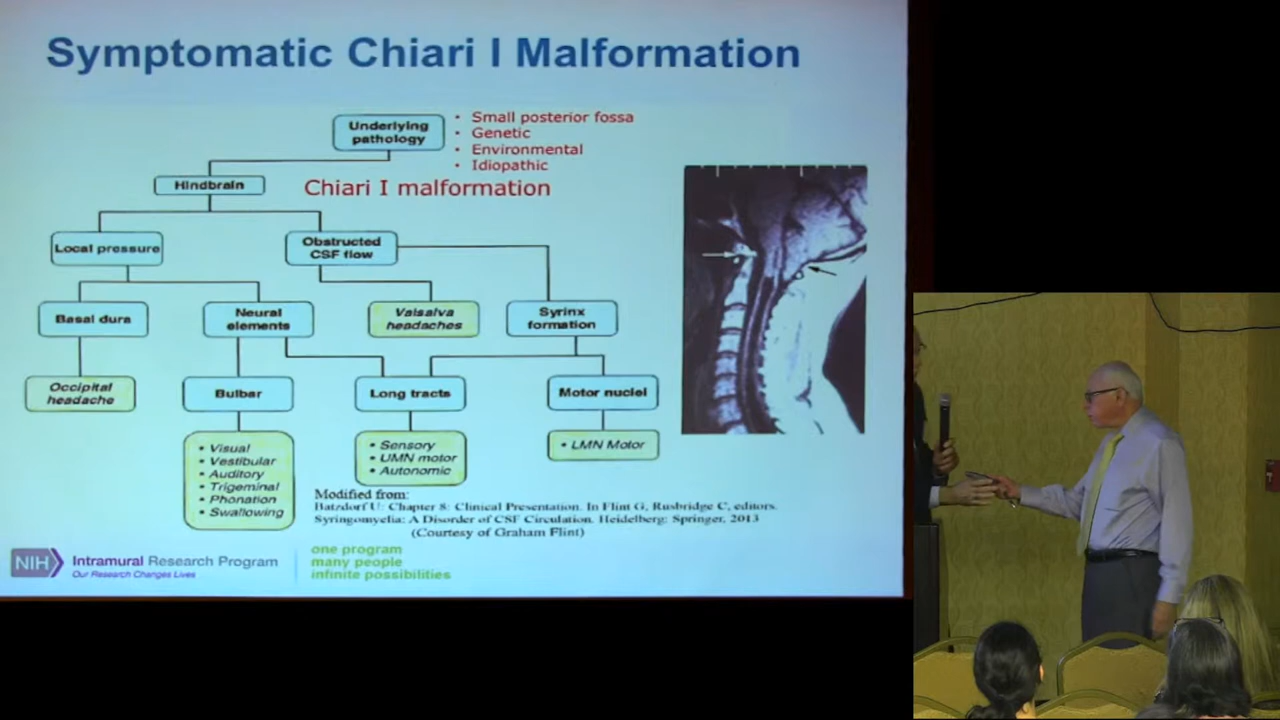 Symptomatic Chiari I Malformation
Underlying
pathology
• Small posterior fossa
• Genetic
• Environmental
• Idiopathic
Hindbrain
Chiari I malformation
Local pressure
Obstructed
CSF flow
Basal dura
Neural
elements
Valsalva
headaches
Syrinx
formation
Occipital
headache
Bulbar
Long tracts
Motor nuclei
• Visual
• Vestibular
• Auditory
• Trigeminal
• Phonation
• Swallowing
• Sensory
• UMN motor
• Autonomic
• LMN Motor
Modified from:
Batzdorf U: Chapter 8: Clinical Presentation. In Flint G, Rusbridge C, editors.
Syringomyelia: A Disorder of CSF Circulation. Heidelberg: Springer, 2013
(Courtesy of Graham Flint)
NIH
Intramural Research Program
Our Research Changes Lives
one program
many people
infinite possibilities